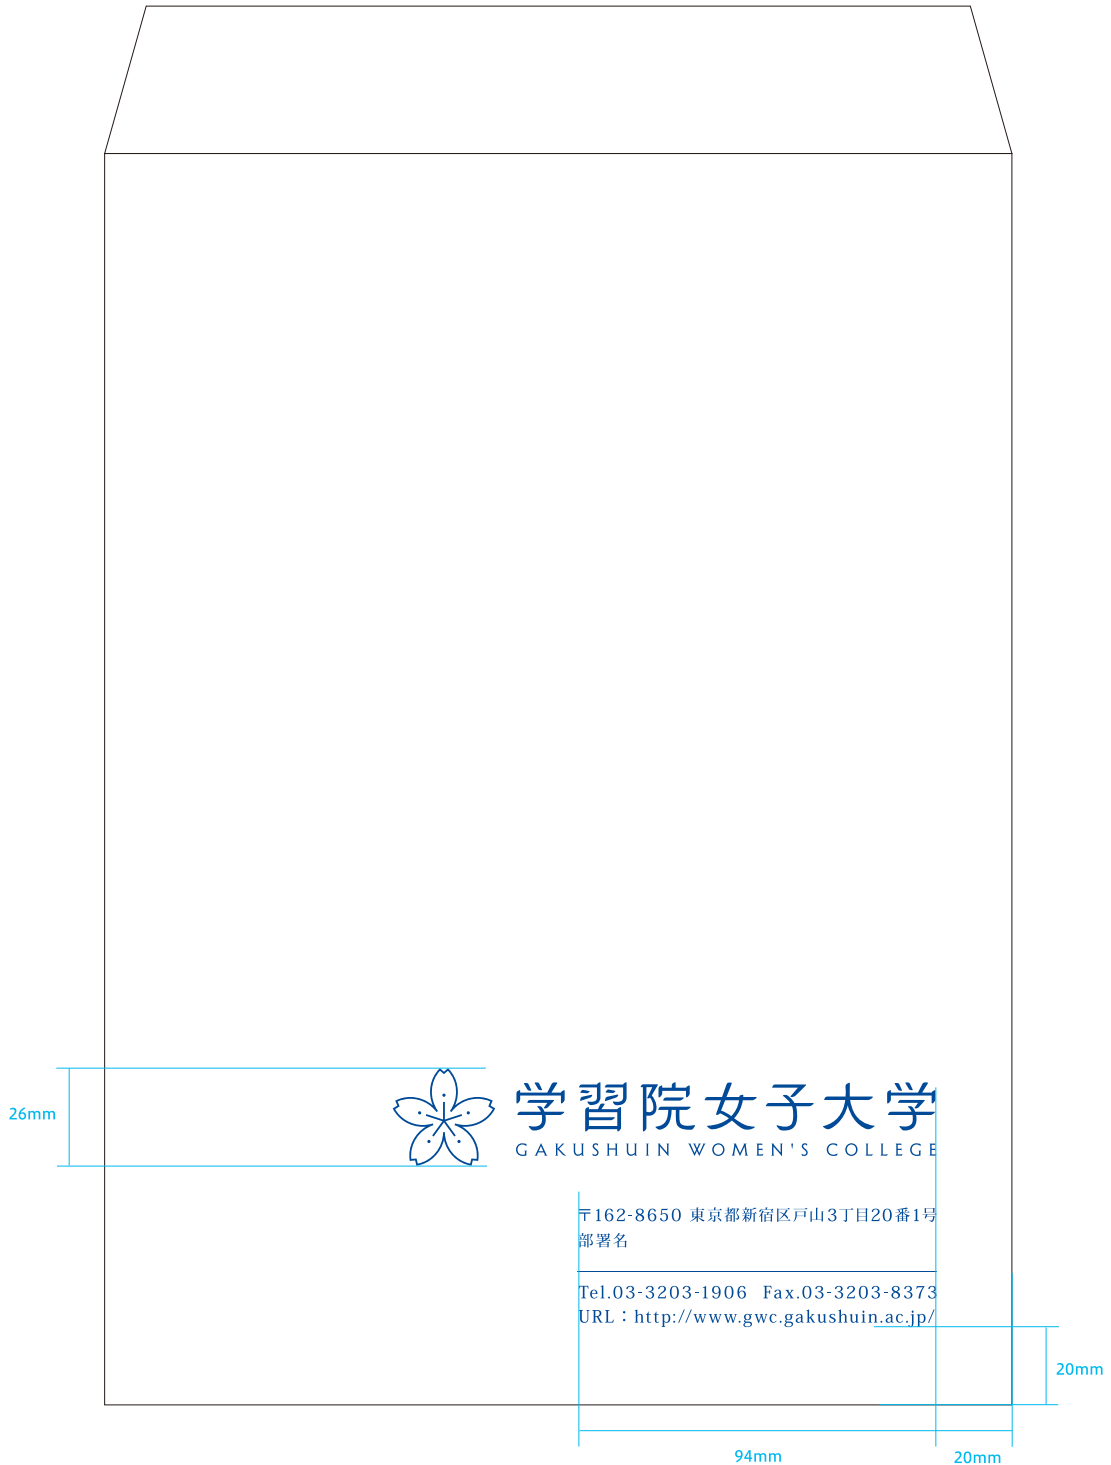 26mm
学習院女子大学
GAKUSHUIN WOMEN'S COLLEGE
〒162-8650 東京都新宿区戸山3丁目20番1号
部署名
Tel.03-3203-1906 Fax.03-3203-8373
URL：http://www.gwc.gakushuin.ac.jp/
20mm
94mm
20mm